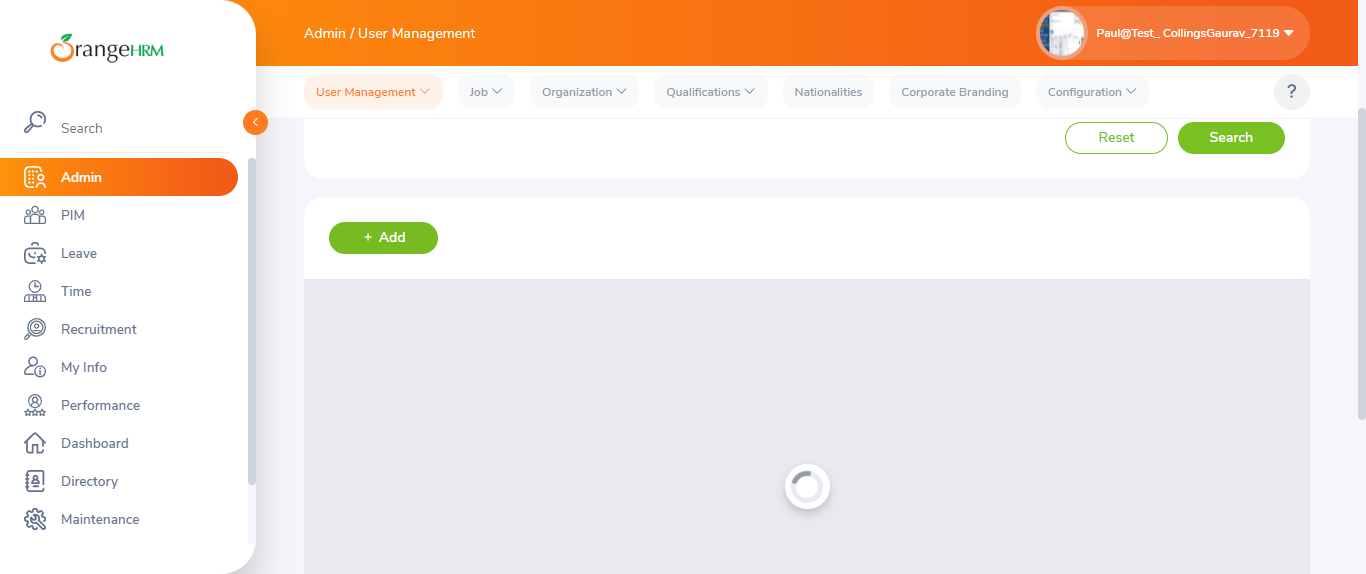 OrangeHRM
Admin / User Management
Paul@Test_ CollingsGaurav_7119
User Management
Job
Organization
Qualifications
Nationalities
Corporate Branding
Configuration
?
Search
Admin
PIM
Leave
Time
Recruitment
My Info
Performance
Dashboard
Directory
Maintenance
Reset
Search
+ Add